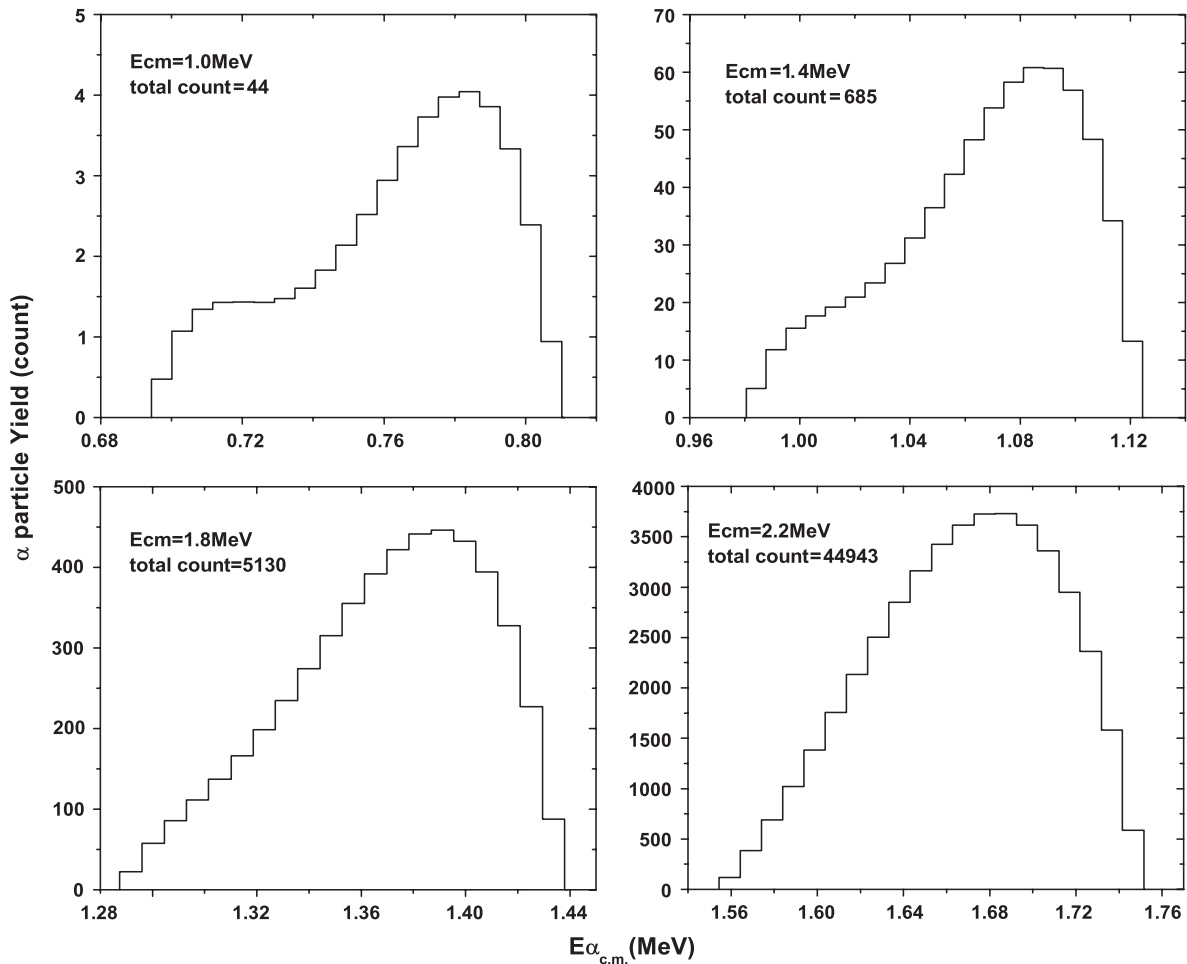 Ecm=1.0MeV
total count=44
5
4
3
2
1
0
0.68 0.72 0.76 0.80
Ecm=1.4MeV
total count=685
70
60
50
40
30
20
10
0
0.96 1.00 1.04 1.08 1.12
α particle Yield (count)
Ecm=1.8MeV
total count=5130
500
400
300
200
100
0
1.28 1.32 1.36 1.40 1.44
Ecm=2.2MeV
total count=44943
4000
3500
3000
2500
2000
1500
1000
500
0
1.56 1.60 1.64 1.68 1.72 1.76
Eαc.m.(MeV)